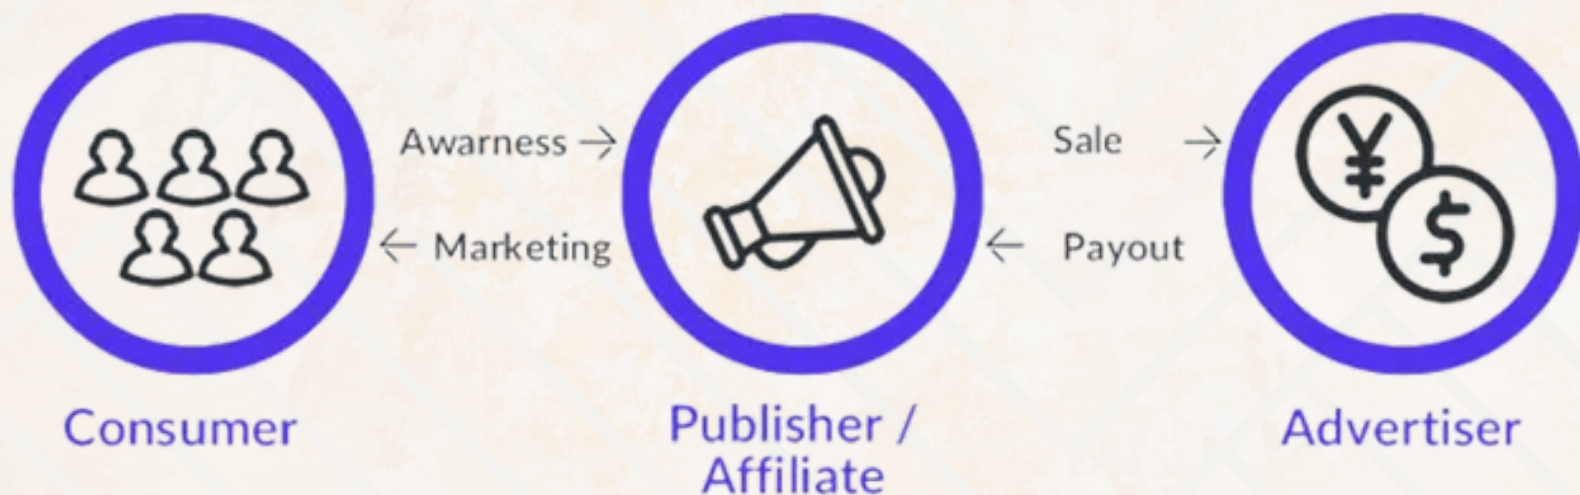 Awarness → Sale →
← Marketing ← Payout
¥
$
Consumer Publisher / Advertiser
Affiliate